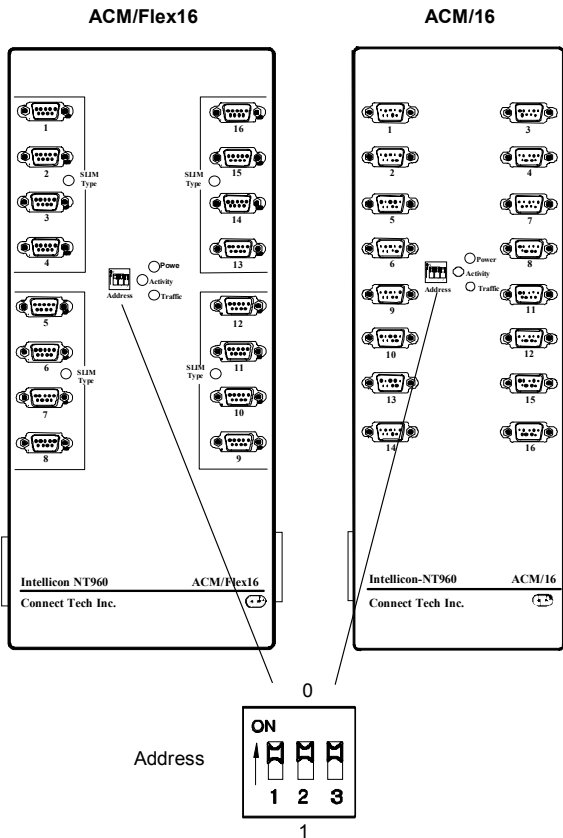 ACM/Flex16
ACM/16
1
16
2
SLIM
Type
15
SLIM
Type
3
14
4
13
Powe
Activity
Traffic
Address
5
12
6
SLIM
Type
11
SLIM
Type
7
10
8
9
Intellicon NT960
ACM/Flex16
Connect Tech Inc.
1
3
2
4
5
7
6
8
Power
Activity
Traffic
Address
9
11
10
12
13
15
14
16
Intellicon-NT960
ACM/16
Connect Tech Inc.
0
ON
Address
1 2 3
1